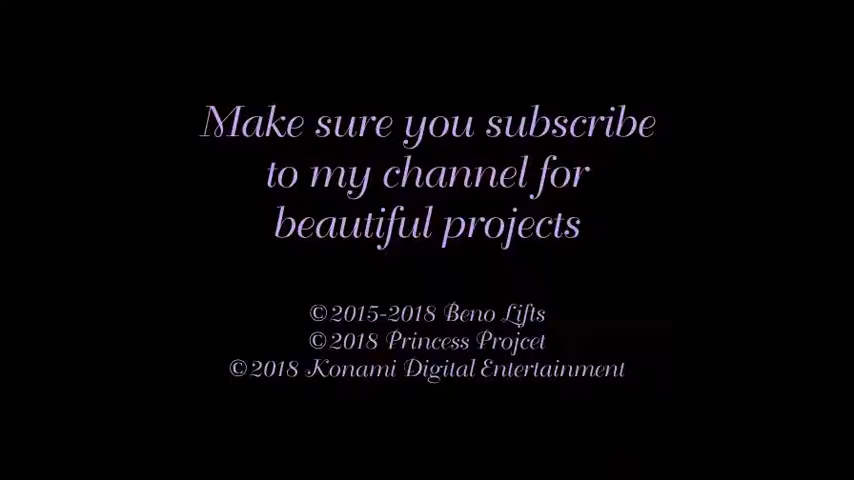 Make sure you subscribe
to my channel for
beautiful projects
©2015-2018 Beno Lifts
©2018 Princess Projcet
©2018 Konami Digital Entertainment